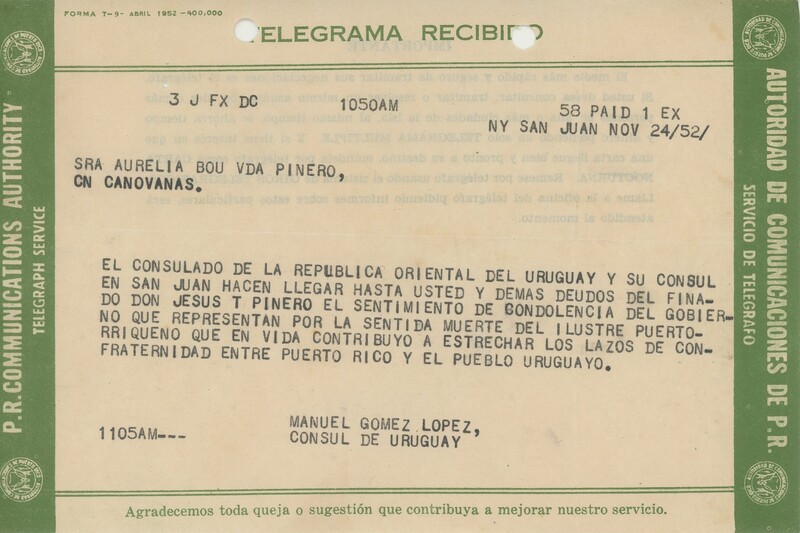 FORMA T-9- ABRIL 1952 -400,000
TELEGRAMA RECIBIDO
3 J FX DC 1050AM
58 PAID 1 EX
NY SAN JUAN NOV 24/52/
SRA AURELIA BOU VDA PINERO,
CN CANOVANAS.
EL CONSULADO DE LA REPUBLICA ORIENTAL DEL URUGUAY Y SU CONSUL
EN SAN JUAN HACEN LLEGAR HASTA USTED Y DEMAS DEUDOS DEL FINA-
DO DON JESUS T PINERO EL SENTIMIENTO DE CONDOLENCIA DEL GOBIER-
NO QUE REPRESENTAN POR LA SENTIDA MUERTE DEL ILUSTRE PUERTO-
RRIQUENO QUE EN VIDA CONTRIBUYO A ESTRECHAR LOS LAZOS DE CON-
FRATERNIDAD ENTRE PUERTO RICO Y EL PUEBLO URUGUAYO.
MANUEL GOMEZ LOPEZ,
1105AM--- CONSUL DE URUGUAY
Agradecemos toda queja o sugestión que contribuya a mejorar nuestro servicio.
P.R. COMMUNICATIONS AUTHORITY
TELEGRAPH SERVICE
AUTORIDAD DE COMUNICACIONES DE P.R.
SERVICIO DE TELEGRAFO